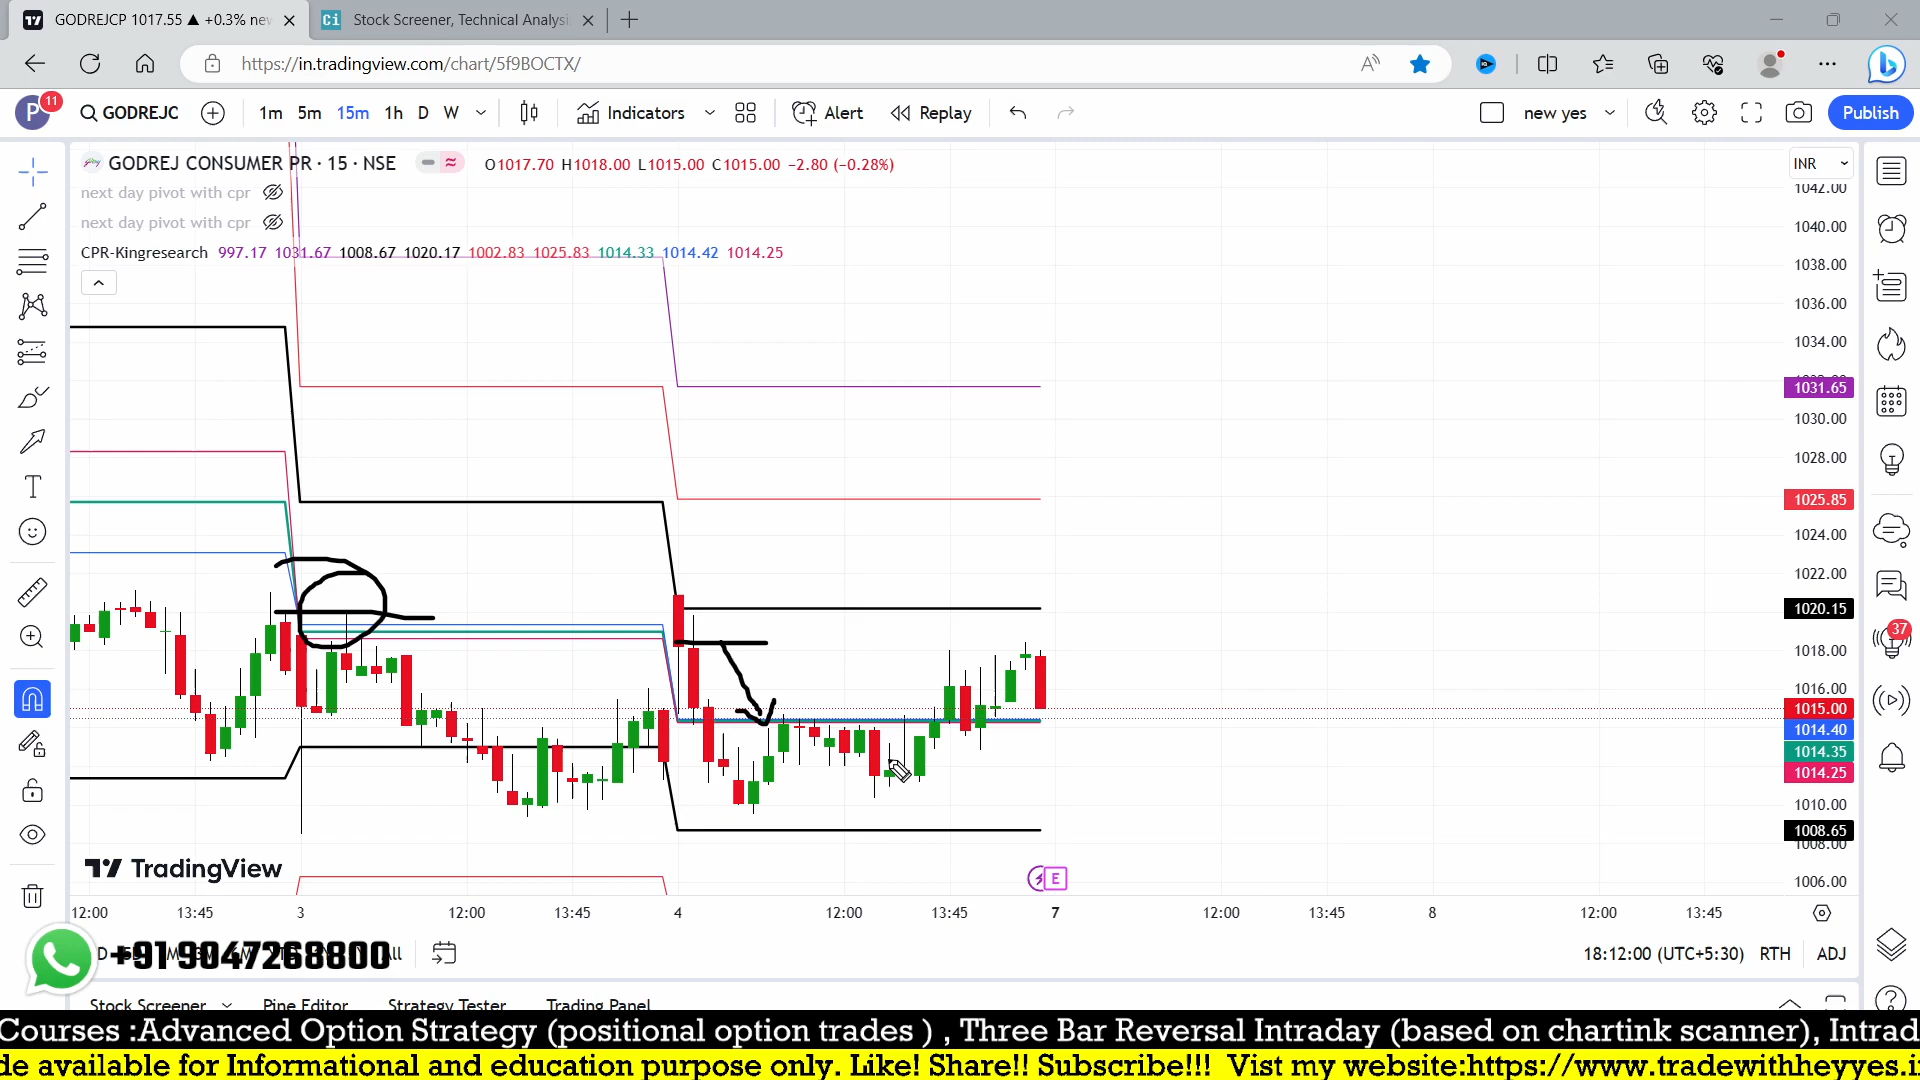 GODREJCP 1017.55 ▲ +0.3% new
Stock Screener, Technical Analysis
https://in.tradingview.com/chart/5f9BOCTX/
P 11 GODREJC 1m 5m 15m 1h D W Indicators Alert Replay new yes Publish
GODREJ CONSUMER PR · 15 · NSE O1017.70 H1018.00 L1015.00 C1015.00 −2.80 (−0.28%) INR
next day pivot with cpr
next day pivot with cpr
CPR-Kingresearch 997.17 1031.67 1008.67 1020.17 1002.83 1025.83 1014.33 1014.42 1014.25
1042.00
1040.00
1038.00
1036.00
1034.00
1031.65
1030.00
1028.00
1025.85
1024.00
1022.00
1020.15
1018.00
1016.00
1015.00
1014.40
1014.35
1014.25
1010.00
1008.65
1008.00
1006.00
37
TradingView
E
12:00 13:45 3 12:00 13:45 4 12:00 13:45 7 12:00 13:45 8 12:00 13:45
+91 9047268800 All 18:12:00 (UTC+5:30) RTH ADJ
Stock Screener Pine Editor Strategy Tester Trading Panel
Courses :Advanced Option Strategy (positional option trades ) , Three Bar Reversal Intraday (based on chartink scanner), Intrad
de available for Informational and education purpose only. Like! Share!! Subscribe!!! Vist my website:https://www.tradewithheyyes.i